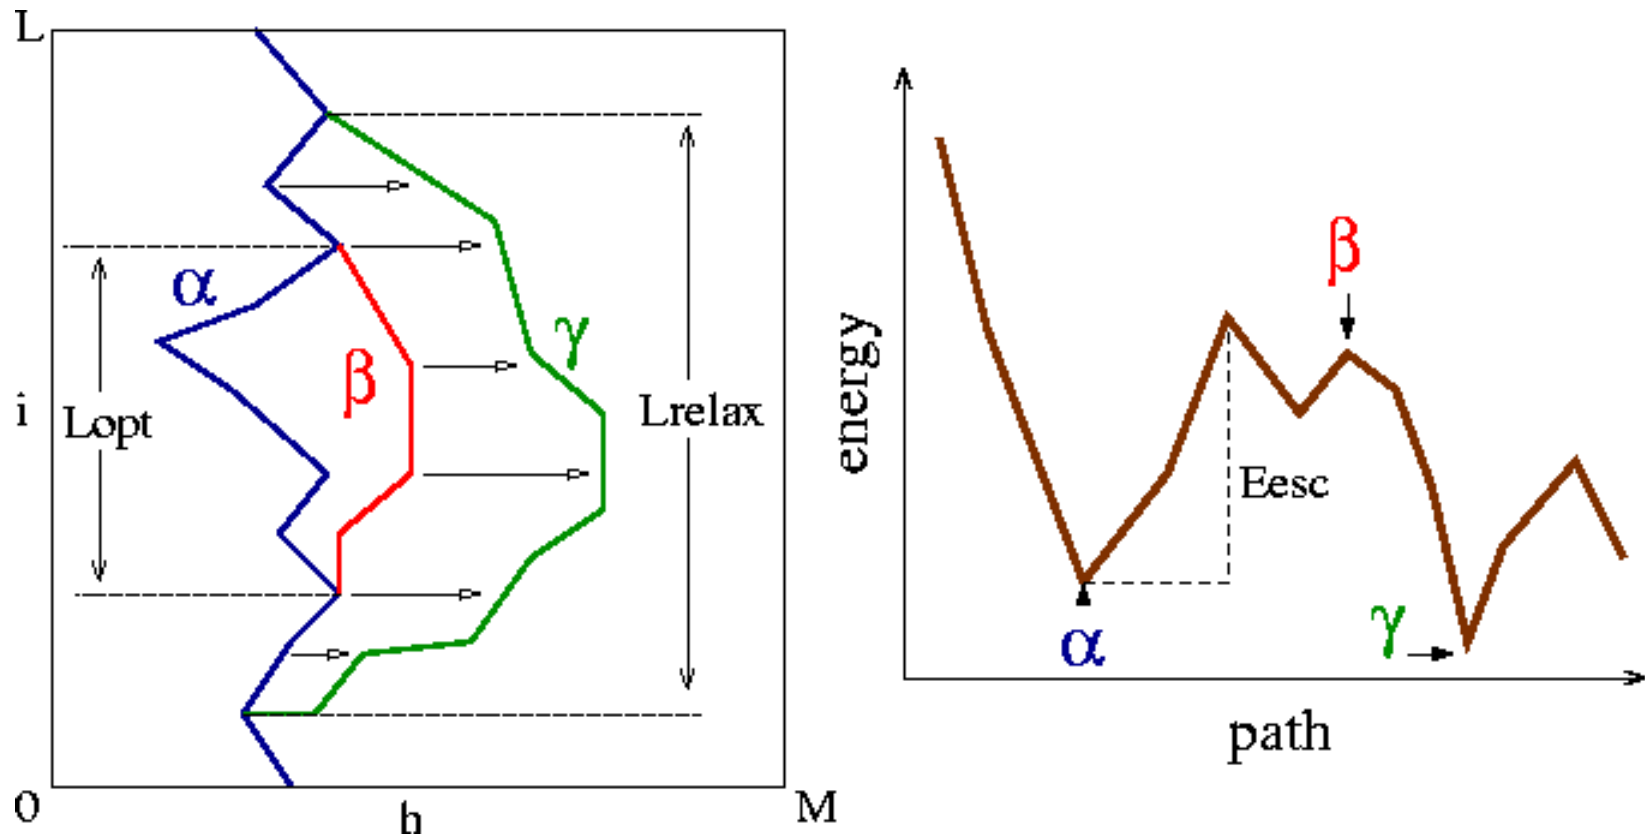 L
α
β
γ
i
Lopt
Lrelax
0
h
M
energy
β
Eesc
α
γ
path